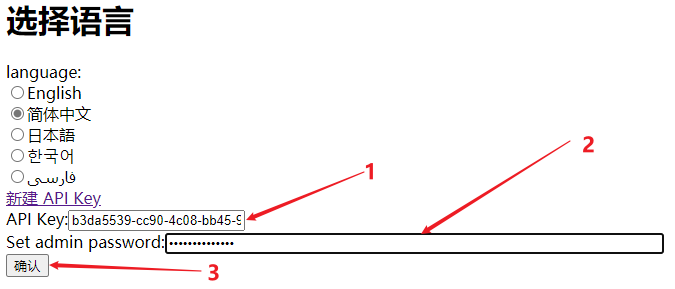 选择语言
language:
English
简体中文
日本語
한국어
فارسی
新建 API Key
API Key: b3da5539-cc90-4c08-bb45-9
1
Set admin password: ••••••••••••••
2
确认
3